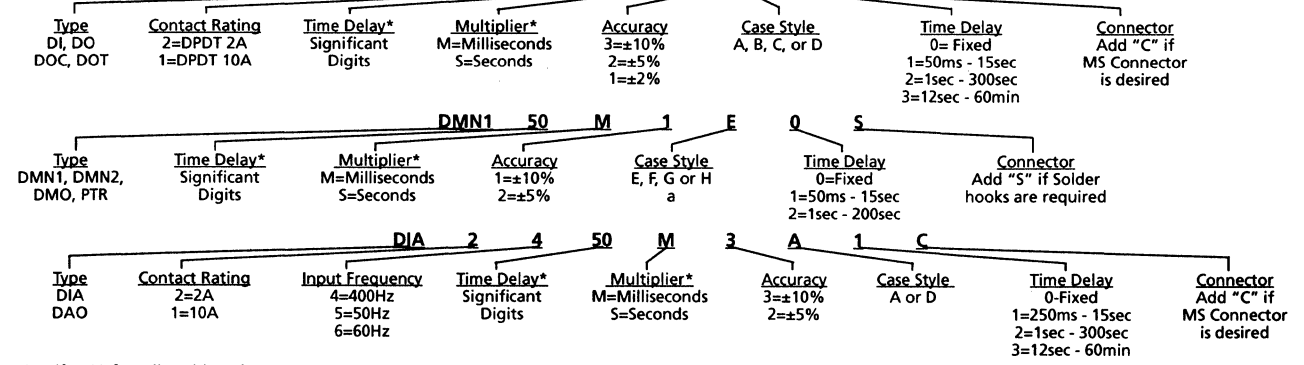 Type Contact Rating Time Delay* Multiplier* Accuracy Case Style Time Delay Connector
DI, DO 2=DPDT 2A Significant M=Milliseconds 3=±10% A, B, C, or D 0= Fixed Add "C" if
DOC, DOT 1=DPDT 10A Digits S=Seconds 2=±5% 1=50ms - 15sec MS Connector
1=±2% 2=1sec - 300sec is desired
3=12sec - 60min
DMN1 50 M 1 E 0 S
Type Time Delay* Multiplier* Accuracy Case Style Time Delay Connector
DMN1, DMN2, Significant M=Milliseconds 1=±10% E, F, G or H 0=Fixed Add "S" if Solder
DMO, PTR Digits S=Seconds 2=±5% a 1=50ms - 15sec hooks are required
2=1sec - 200sec
DIA 2 4 50 M 3 A 1 C
Type Contact Rating Input Frequency Time Delay* Multiplier* Accuracy Case Style Time Delay Connector
DIA 2=2A 4=400Hz Significant M=Milliseconds 3=±10% A or D 0-Fixed Add "C" if
DAO 1=10A 5=50Hz Digits S=Seconds 2=±5% 1=250ms - 15sec MS Connector
6=60Hz 2=1sec - 300sec is desired
3=12sec - 60min